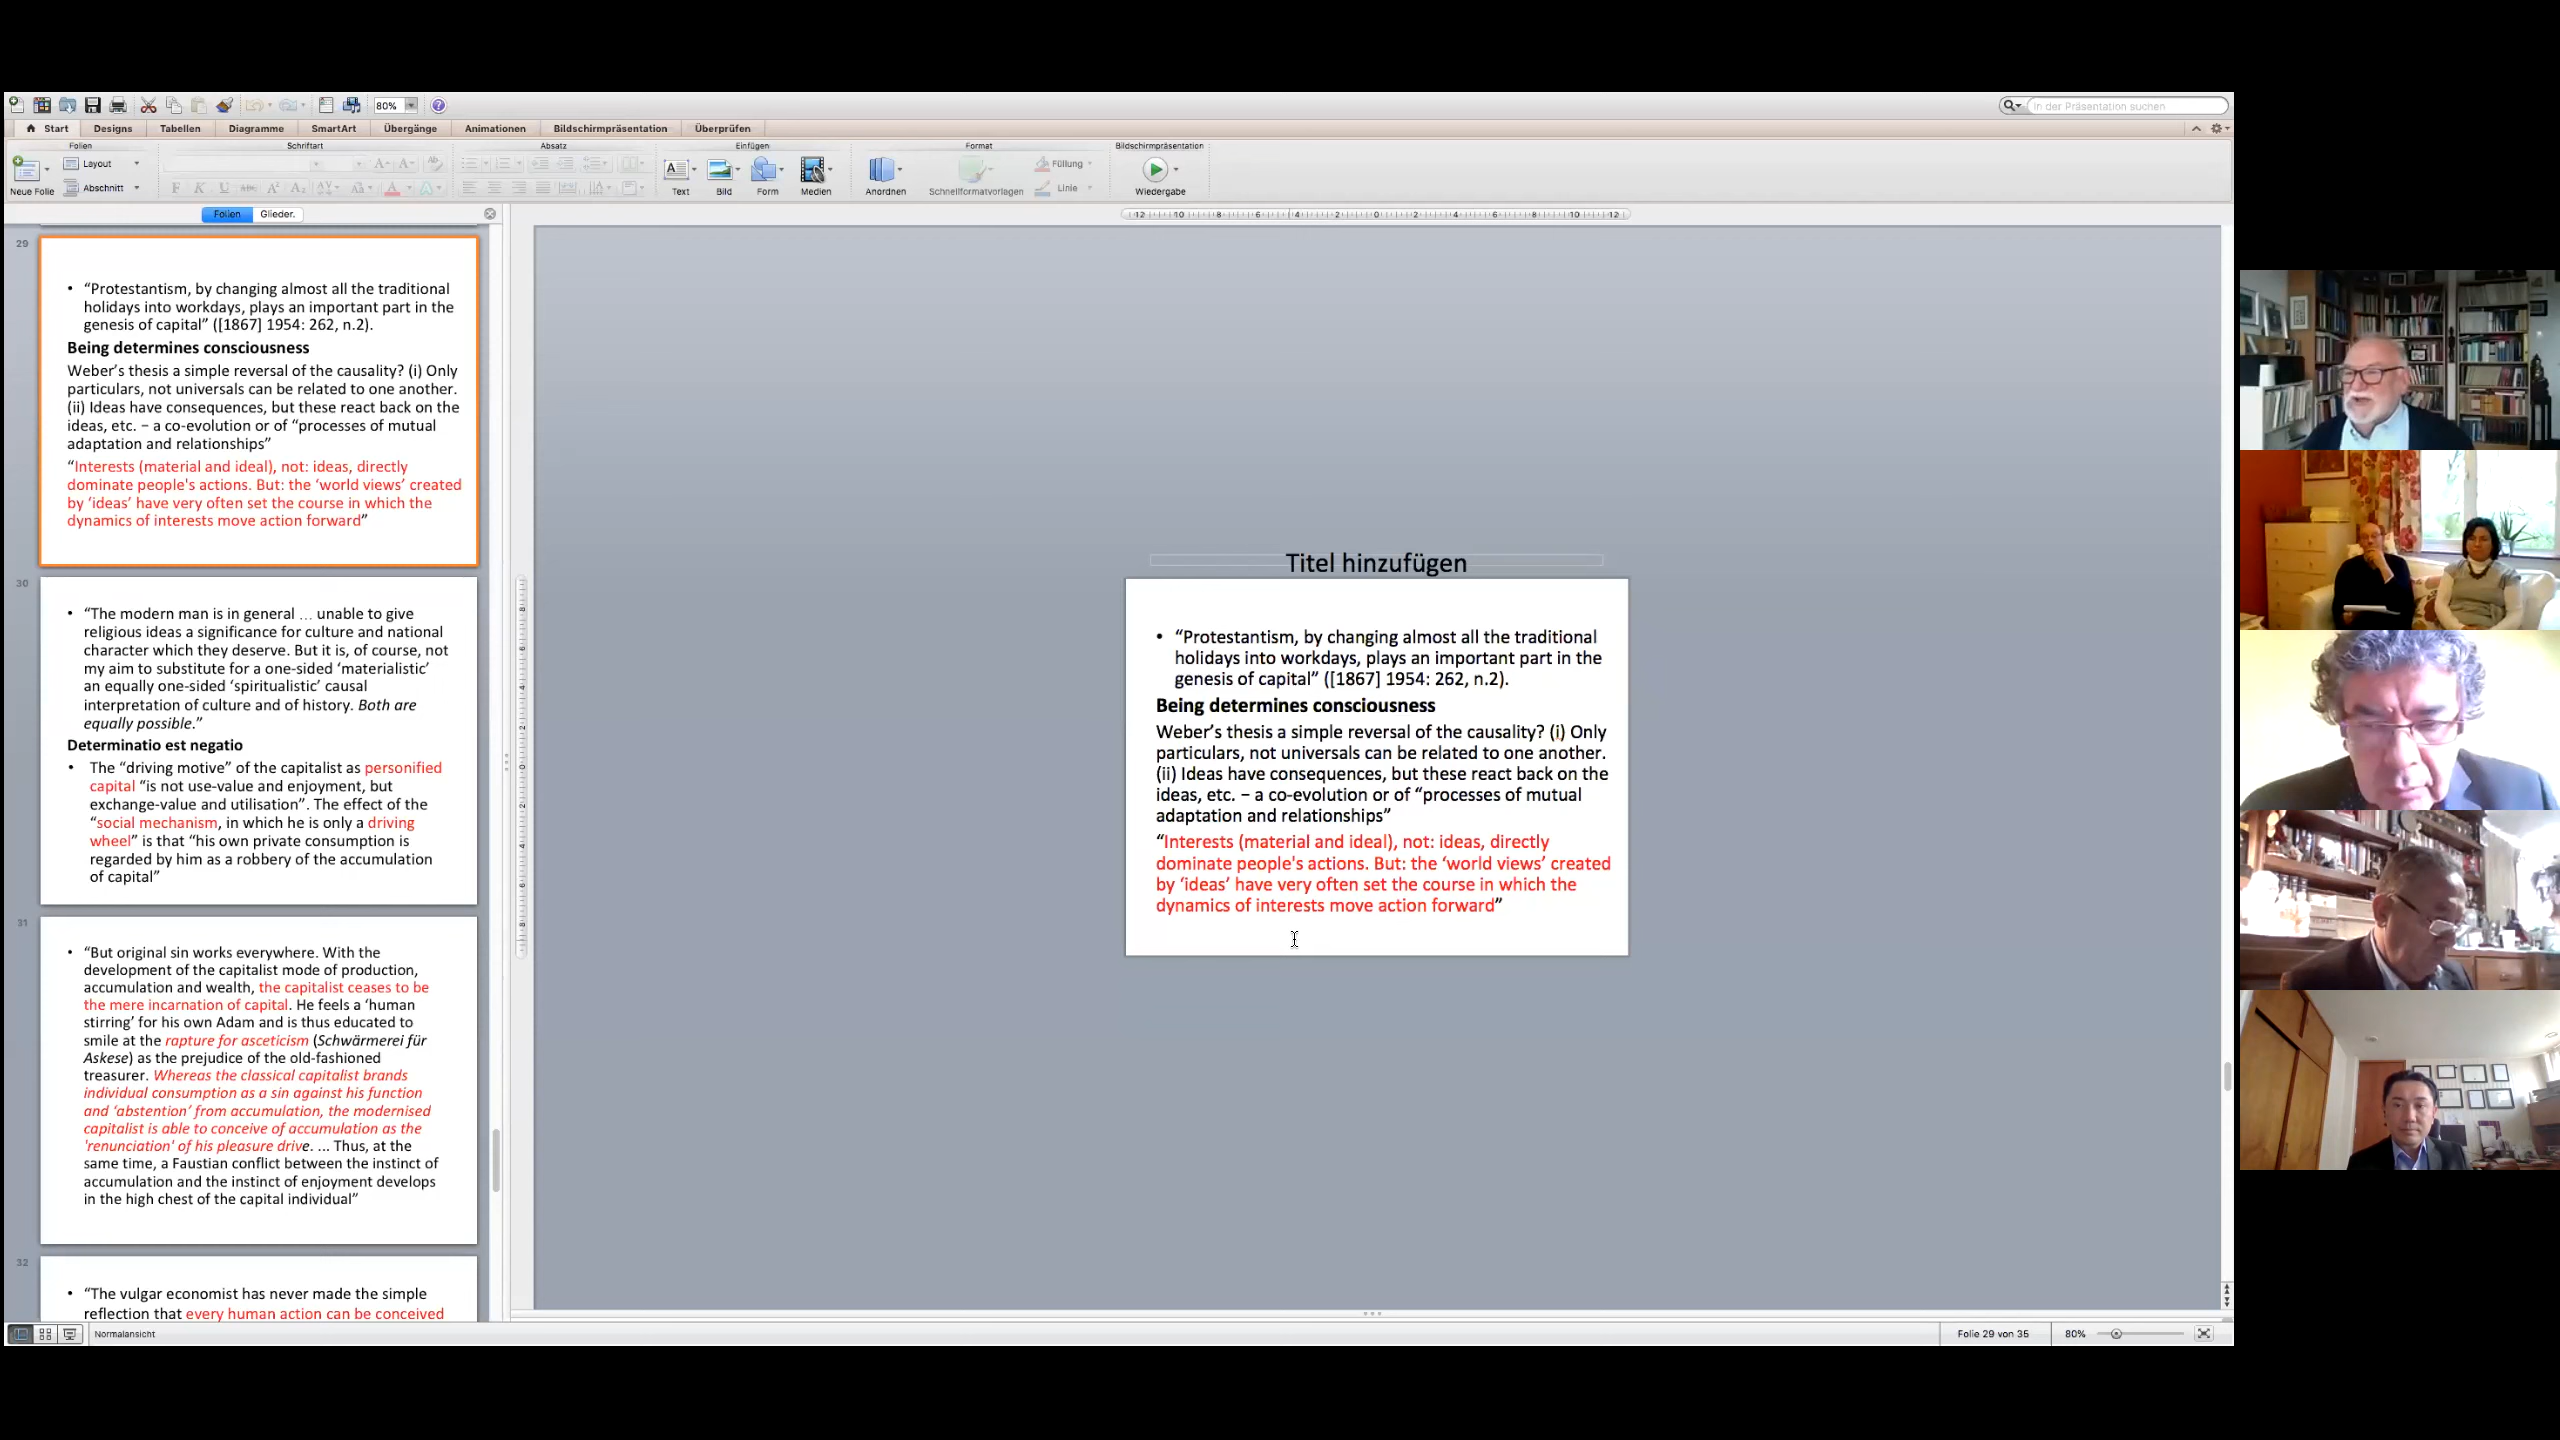 80%
In der Präsentation suchen
Start
Designs
Tabellen
Diagramme
SmartArt
Übergänge
Animationen
Bildschirmpräsentation
Überprüfen
Folien
Schriftart
Absatz
Einfügen
Format
Bildschirmpräsentation
Neue Folie
Layout
Abschnitt
Text
Bild
Form
Medien
Anordnen
Schnellformatvorlagen
Füllung
Linie
Wiedergabe
Folien
Glieder.
29
• “Protestantism, by changing almost all the traditional
holidays into workdays, plays an important part in the
genesis of capital” ([1867] 1954: 262, n.2).
Being determines consciousness
Weber’s thesis a simple reversal of the causality? (i) Only
particulars, not universals can be related to one another.
(ii) Ideas have consequences, but these react back on the
ideas, etc. − a co-evolution or of “processes of mutual
adaptation and relationships”
“Interests (material and ideal), not: ideas, directly
dominate people's actions. But: the ‘world views’ created
by ‘ideas’ have very often set the course in which the
dynamics of interests move action forward”
30
• “The modern man is in general … unable to give
religious ideas a significance for culture and national
character which they deserve. But it is, of course, not
my aim to substitute for a one-sided ‘materialistic’
an equally one-sided ‘spiritualistic’ causal
interpretation of culture and of history. Both are
equally possible.”
Determinatio est negatio
• The “driving motive” of the capitalist as personified
capital “is not use-value and enjoyment, but
exchange-value and utilisation”. The effect of the
“social mechanism, in which he is only a driving
wheel” is that “his own private consumption is
regarded by him as a robbery of the accumulation
of capital”
31
• “But original sin works everywhere. With the
development of the capitalist mode of production,
accumulation and wealth, the capitalist ceases to be
the mere incarnation of capital. He feels a ‘human
stirring’ for his own Adam and is thus educated to
smile at the rapture for asceticism (Schwärmerei für
Askese) as the prejudice of the old-fashioned
treasurer. Whereas the classical capitalist brands
individual consumption as a sin against his function
and ‘abstention’ from accumulation, the modernised
capitalist is able to conceive of accumulation as the
'renunciation' of his pleasure drive. ... Thus, at the
same time, a Faustian conflict between the instinct of
accumulation and the instinct of enjoyment develops
in the high chest of the capital individual”
32
• “The vulgar economist has never made the simple
reflection that every human action can be conceived
Titel hinzufügen
• “Protestantism, by changing almost all the traditional
holidays into workdays, plays an important part in the
genesis of capital” ([1867] 1954: 262, n.2).
Being determines consciousness
Weber’s thesis a simple reversal of the causality? (i) Only
particulars, not universals can be related to one another.
(ii) Ideas have consequences, but these react back on the
ideas, etc. − a co-evolution or of “processes of mutual
adaptation and relationships”
“Interests (material and ideal), not: ideas, directly
dominate people's actions. But: the ‘world views’ created
by ‘ideas’ have very often set the course in which the
dynamics of interests move action forward”
Normalansicht
Folie 29 von 35
80%